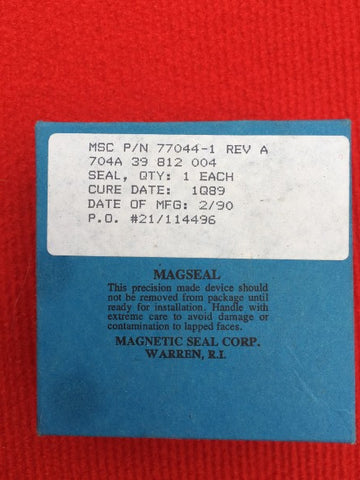 MSC P/N 77044-1 REV A
704A 39 812 004
SEAL, QTY: 1 EACH
CURE DATE: 1Q89
DATE OF MFG: 2/90
P.O. #21/114496
MAGSEAL
This precision made device should
not be removed from package until
ready for installation. Handle with
extreme care to avoid damage or
contamination to lapped faces.
MAGNETIC SEAL CORP.
WARREN, R.I.